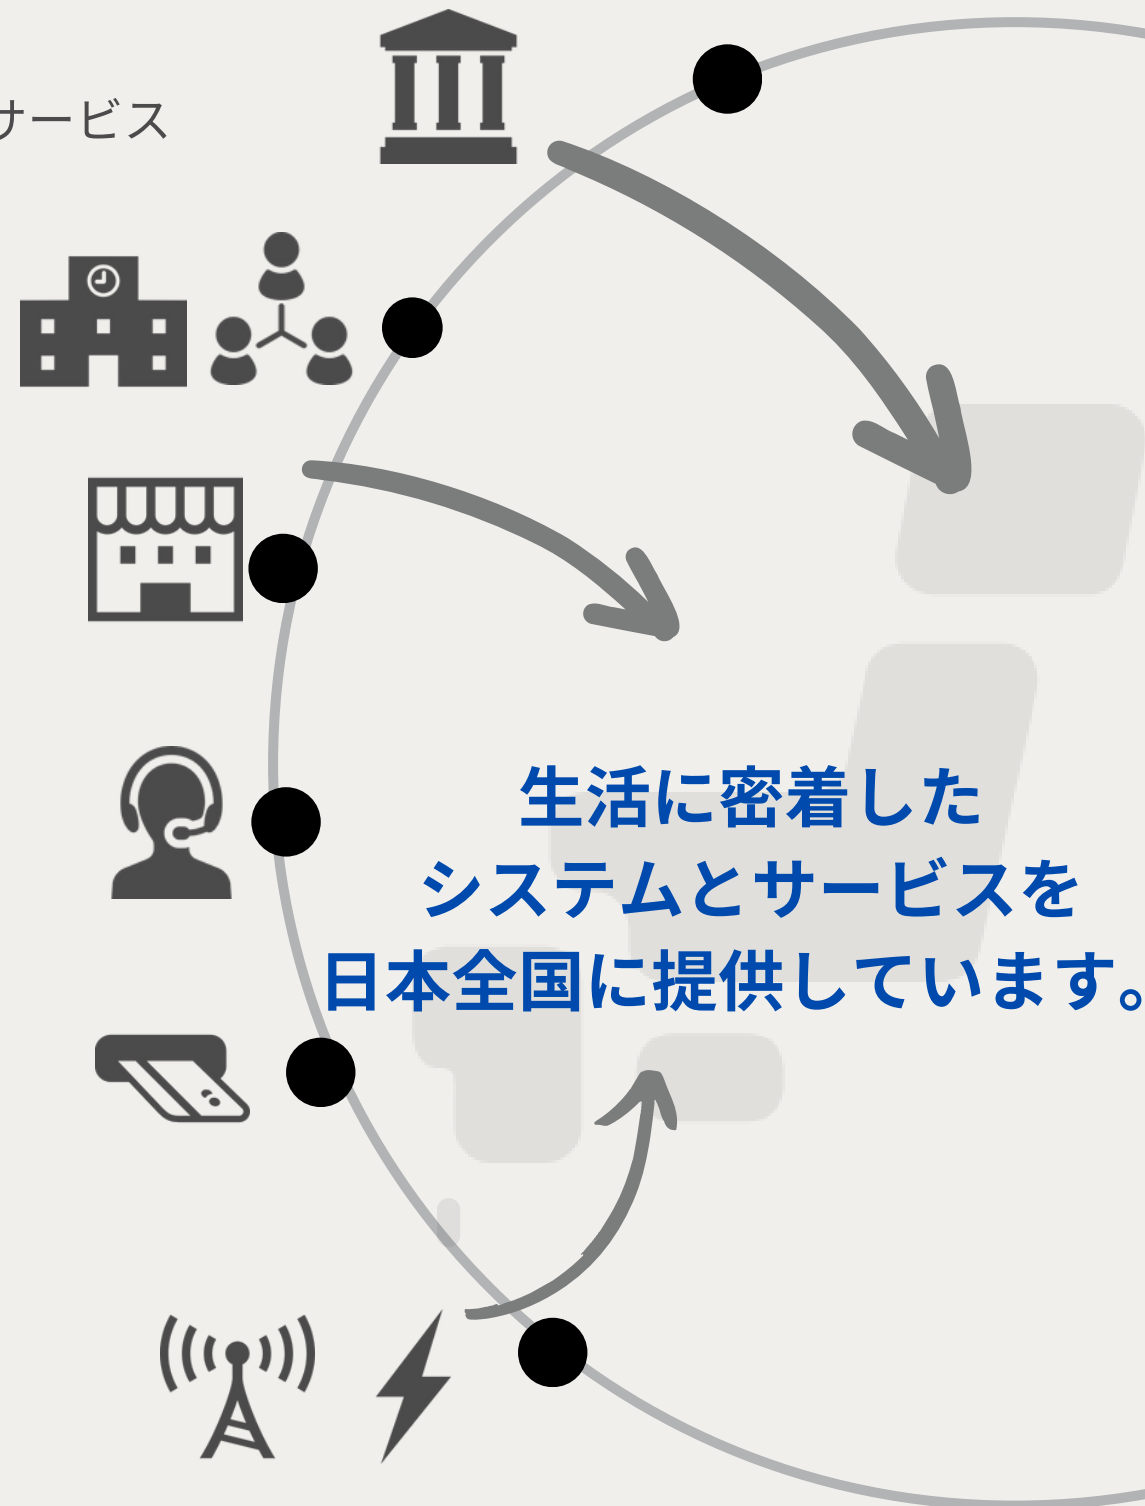 サービス
生活に密着した
システムとサービスを
日本全国に提供しています。